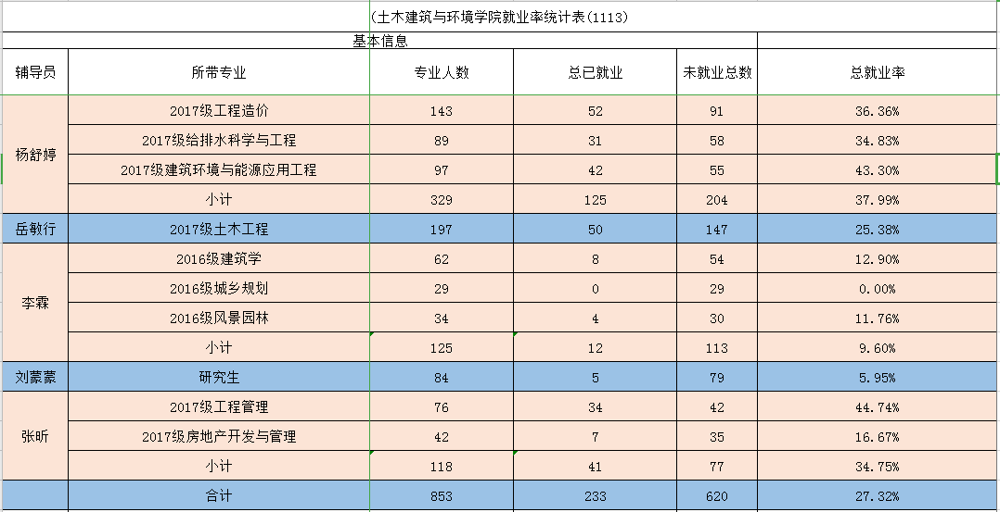 (土木建筑与环境学院就业率统计表(1113)
基本信息
辅导员 所带专业 专业人数 总已就业 未就业总数 总就业率
杨舒婷
2017级工程造价 143 52 91 36.36%
2017级给排水科学与工程 89 31 58 34.83%
2017级建筑环境与能源应用工程 97 42 55 43.30%
小计 329 125 204 37.99%
岳敏行 2017级土木工程 197 50 147 25.38%
李霖
2016级建筑学 62 8 54 12.90%
2016级城乡规划 29 0 29 0.00%
2016级风景园林 34 4 30 11.76%
小计 125 12 113 9.60%
刘蒙蒙 研究生 84 5 79 5.95%
张昕
2017级工程管理 76 34 42 44.74%
2017级房地产开发与管理 42 7 35 16.67%
小计 118 41 77 34.75%
合计 853 233 620 27.32%